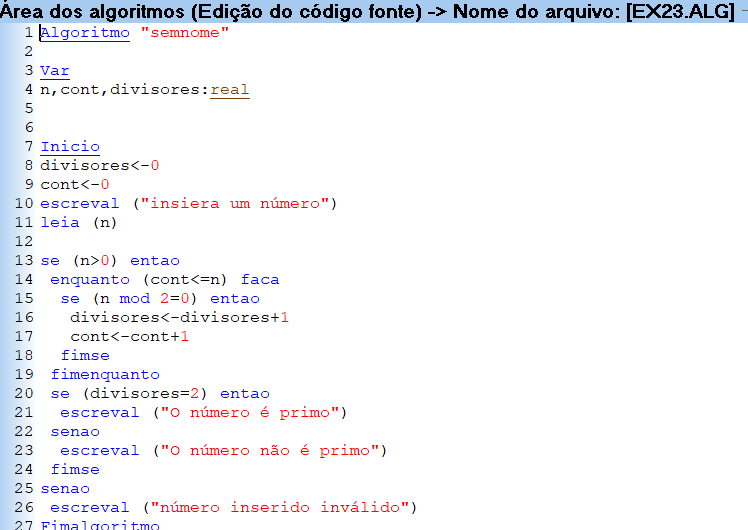 Área dos algoritmos (Edição do código fonte) -> Nome do arquivo: [EX23.ALG] -
1 Algoritmo "semnome"
2
3 Var
4 n,cont,divisores:real
5
6
7 Inicio
8 divisores<-0
9 cont<-0
10 escreval ("insiera um número")
11 leia (n)
12
13 se (n>0) entao
14 enquanto (cont<=n) faca
15 se (n mod 2=0) entao
16 divisores<-divisores+1
17 cont<-cont+1
18 fimse
19 fimenquanto
20 se (divisores=2) entao
21 escreval ("O número é primo")
22 senao
23 escreval ("O número não é primo")
24 fimse
25 senao
26 escreval ("número inserido inválido")
27 Fimalgoritmo